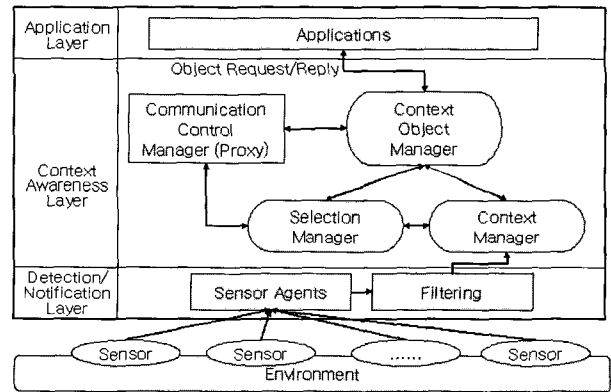 Application
Layer
Applications
Object Request/Reply
Communication
Control
Manager (Proxy)
Context
Object
Manager
Context
Awareness
Layer
Selection
Manager
Context
Manager
Detection/
Notification
Layer
Sensor Agents
Filtering
Sensor
Sensor
......
Sensor
Environment